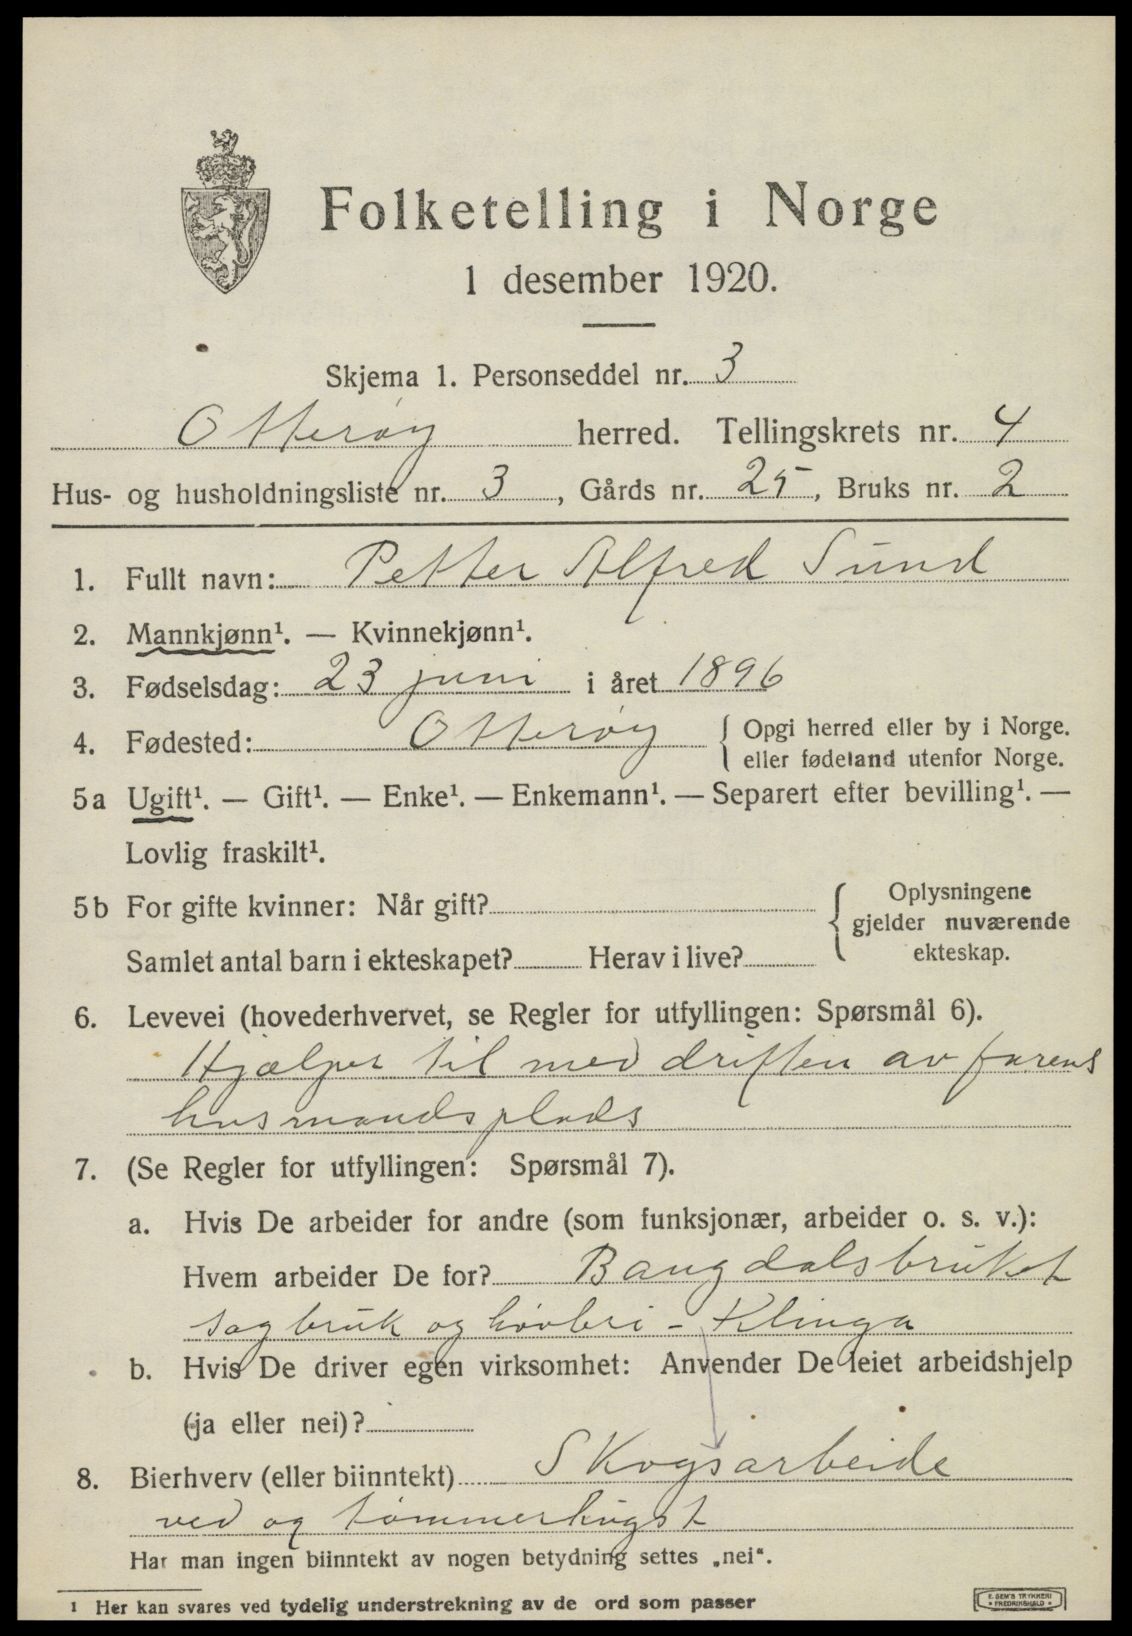 Folketelling i Norge
1 desember 1920.
Skjema 1. Personseddel nr. 3
Otterøy herred. Tellingskrets nr. 4
Hus- og husholdningsliste nr. 3, Gårds nr. 25, Bruks nr. 2
1. Fullt navn: Petter Alfred Sund
2. Mannkjønn¹. — Kvinnekjønn¹.
3. Fødselsdag: 23 juni i året 1896
4. Fødested: Otterøy { Opgi herred eller by i Norge.
eller fødeland utenfor Norge.
5a Ugift¹. — Gift¹. — Enke¹. — Enkemann¹. — Separert efter bevilling¹. —
Lovlig fraskilt¹.
5b For gifte kvinner: Når gift? { Oplysningene
gjelder nuværende
Samlet antal barn i ekteskapet? Herav i live? ekteskap.
6. Levevei (hovederhvervet, se Regler for utfyllingen: Spørsmål 6).
Hjælper til med driften av farens
husmandsplads
7. (Se Regler for utfyllingen: Spørsmål 7).
a. Hvis De arbeider for andre (som funksjonær, arbeider o. s. v.):
Hvem arbeider De for? Bangdalsbruket
sagbruk og høvleri - Klinga
b. Hvis De driver egen virksomhet: Anvender De leiet arbeidshjelp
(ja eller nei)?
8. Bierhverv (eller biinntekt) Skogsarbeide
ved og tømmerhugst
Har man ingen biinntekt av nogen betydning settes „nei“.
¹ Her kan svares ved tydelig understrekning av de ord som passer
E. SEM'S TRYKKERI
FREDRIKSHALD